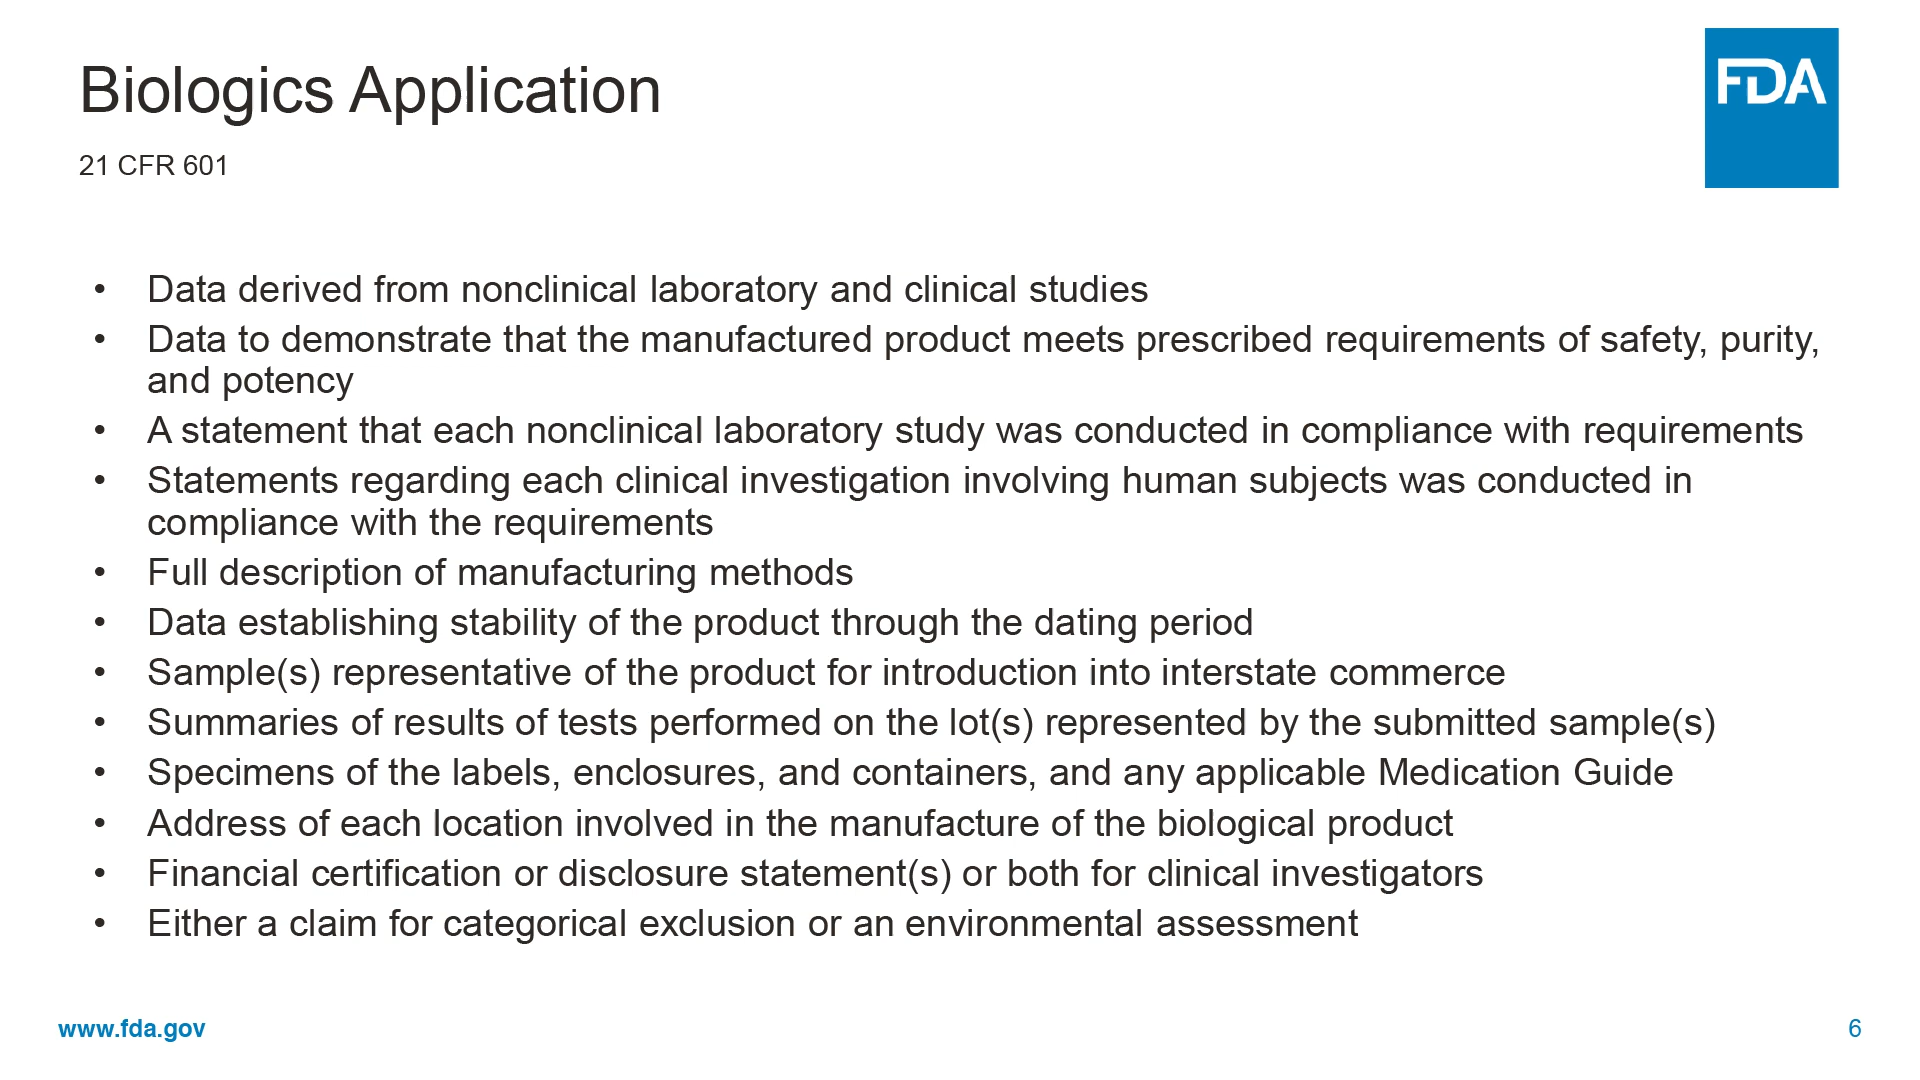 Biologics Application
FDA
21 CFR 601
• Data derived from nonclinical laboratory and clinical studies
• Data to demonstrate that the manufactured product meets prescribed requirements of safety, purity,
and potency
• A statement that each nonclinical laboratory study was conducted in compliance with requirements
• Statements regarding each clinical investigation involving human subjects was conducted in
compliance with the requirements
• Full description of manufacturing methods
• Data establishing stability of the product through the dating period
• Sample(s) representative of the product for introduction into interstate commerce
• Summaries of results of tests performed on the lot(s) represented by the submitted sample(s)
• Specimens of the labels, enclosures, and containers, and any applicable Medication Guide
• Address of each location involved in the manufacture of the biological product
• Financial certification or disclosure statement(s) or both for clinical investigators
• Either a claim for categorical exclusion or an environmental assessment
www.fda.gov
6